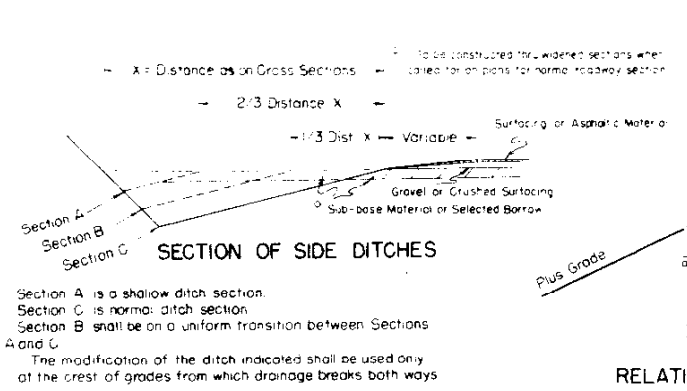 To be constructed thru widened sections when
called for on plans for normal roadway section
X = Distance as on Cross Sections
2/3 Distance X
Surfacing or Asphaltic Material
1/3 Dist X
Variable
Gravel or Crushed Surfacing
Sub-base Material or Selected Borrow
Section A
Section B
Section C
SECTION OF SIDE DITCHES
Plus Grade
Section A is a shallow ditch section.
Section C is normal ditch section
Section B shall be on a uniform transition between Sections
A and C
The modification of the ditch indicated shall be used only
at the crest of grades from which drainage breaks both ways
RELATI